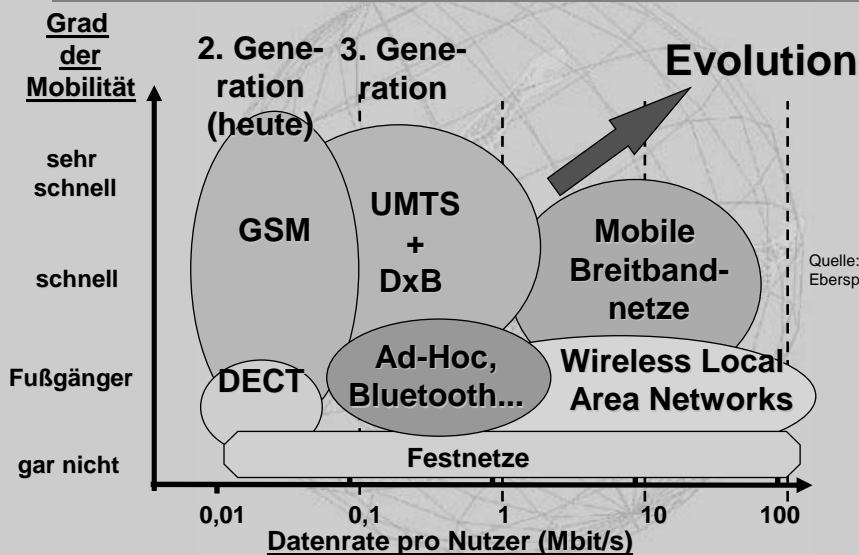 Grad
der
Mobilität
2. Gene-
ration
(heute)
3. Gene-
ration
Evolution
sehr
schnell
schnell
Fußgänger
gar nicht
GSM
UMTS
+
DxB
Mobile
Breitband-
netze
Quelle:
Ebersp
DECT
Ad-Hoc,
Bluetooth...
Wireless Local
Area Networks
Festnetze
0,01
0,1
1
10
100
Datenrate pro Nutzer (Mbit/s)